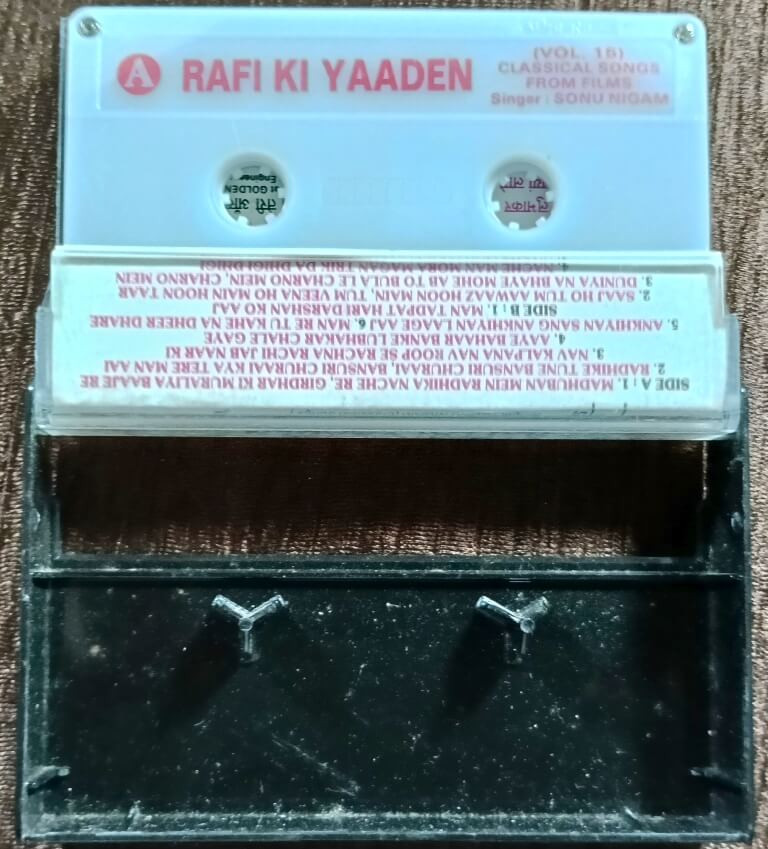 A RAFI KI YAADEN
(VOL. 16)
CLASSICAL SONGS
FROM FILMS
Singer : SONU NIGAM
Engineer
GOLDEN
तेरी
लुभाकर
SIDE A : 1. MADHUBAN MEIN RADHIKA NACHE RE, GIRDHAR KI MURALIYA BAAJE RE
2. RADHIKE TUNE BANSURI CHURAAI, BANSURI CHURAAI KYA TERE MAN AAI
3. NAV KALPANA NAV ROOP SE RACHNA RACHI JAB NAAR KI
4. AAYE BAHAAR BANKE LUBHAKAR CHALE GAYE
5. ANKHIYAN SANG ANKHIYAN LAAGE AAJ 6. MAN RE TU KAHE NA DHEER DHARE
SIDE B : 1. MAN TADPAT HARI DARSHAN KO AAJ
2. SAAJ HO TUM AAWAAZ HOON MAIN, TUM VEENA HO MAIN HOON TAAR
3. DUNIYA NA BHAYE MOHE AB TO BULA LE CHARNO MEIN, CHARNO MEIN
4. NACHE MAN MORA MAGAN TRIK DA DHIGI DHIGI